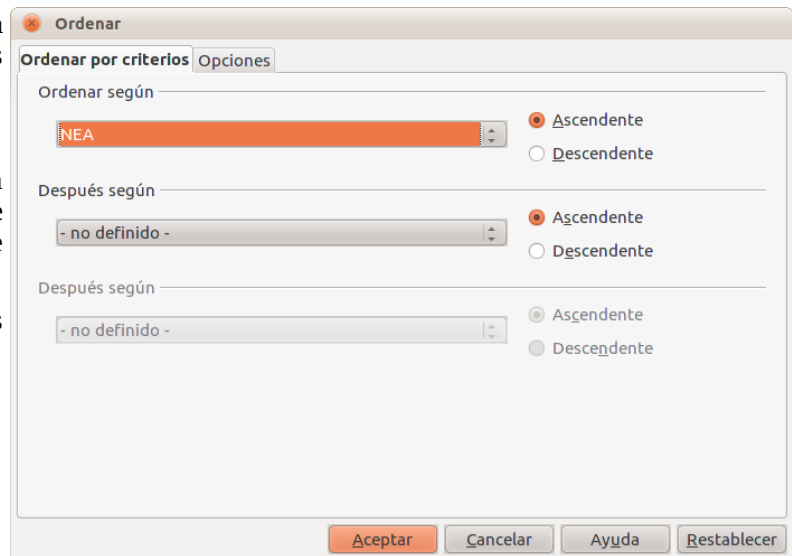 Ordenar
Ordenar por criterios Opciones
Ordenar según
NEA
Ascendente
Descendente
Después según
- no definido -
Ascendente
Descendente
Después según
- no definido -
Ascendente
Descendente
Aceptar Cancelar Ayuda Restablecer